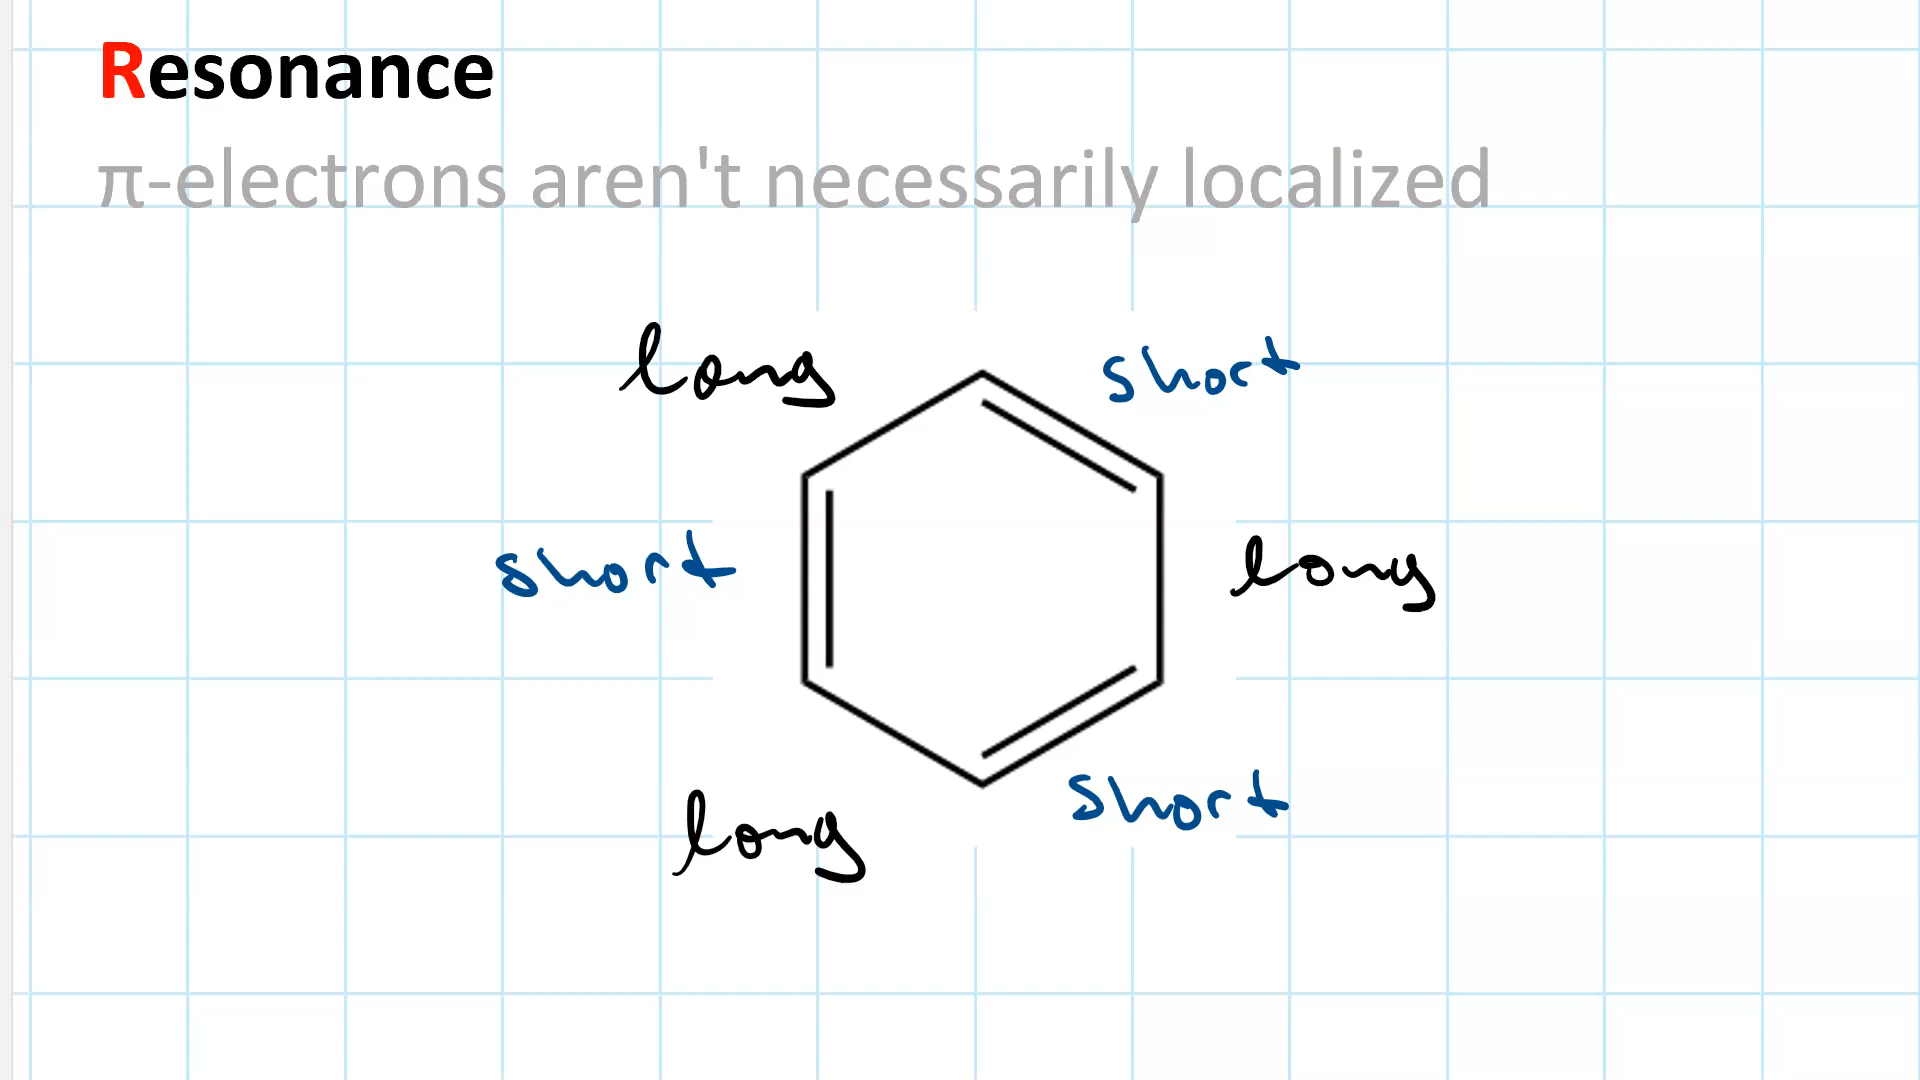 Resonance
π-electrons aren't necessarily localized
long
short
short
long
short
long